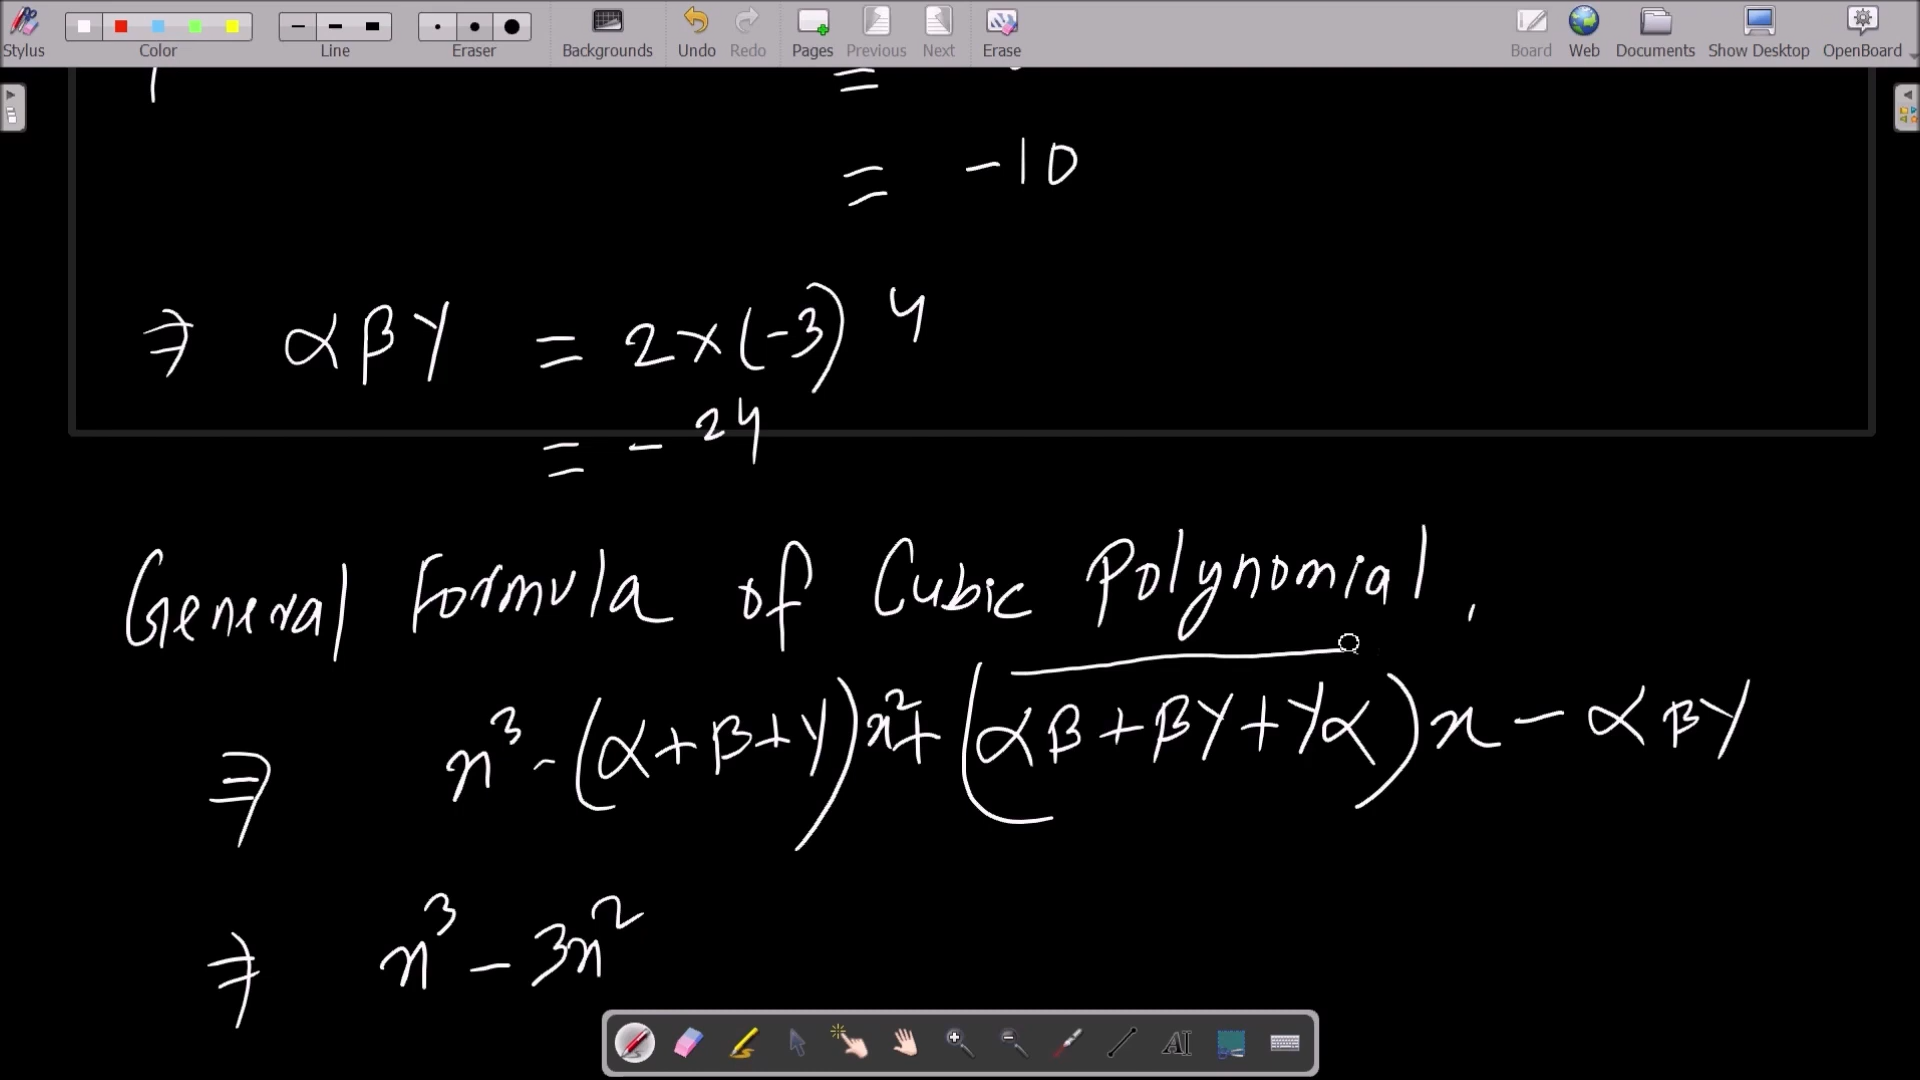 Stylus Color Line Eraser Backgrounds Undo Redo Pages Previous Next Erase Board Web Documents Show Desktop OpenBoard
= -10
⇒ αβγ = 2×(-3) 4
= - 24
General Formula of Cubic Polynomial.
⇒ x³ - (α+β+γ)x² + (αβ+βγ+γα)x - αβγ
⇒ x³ - 3x²
AI